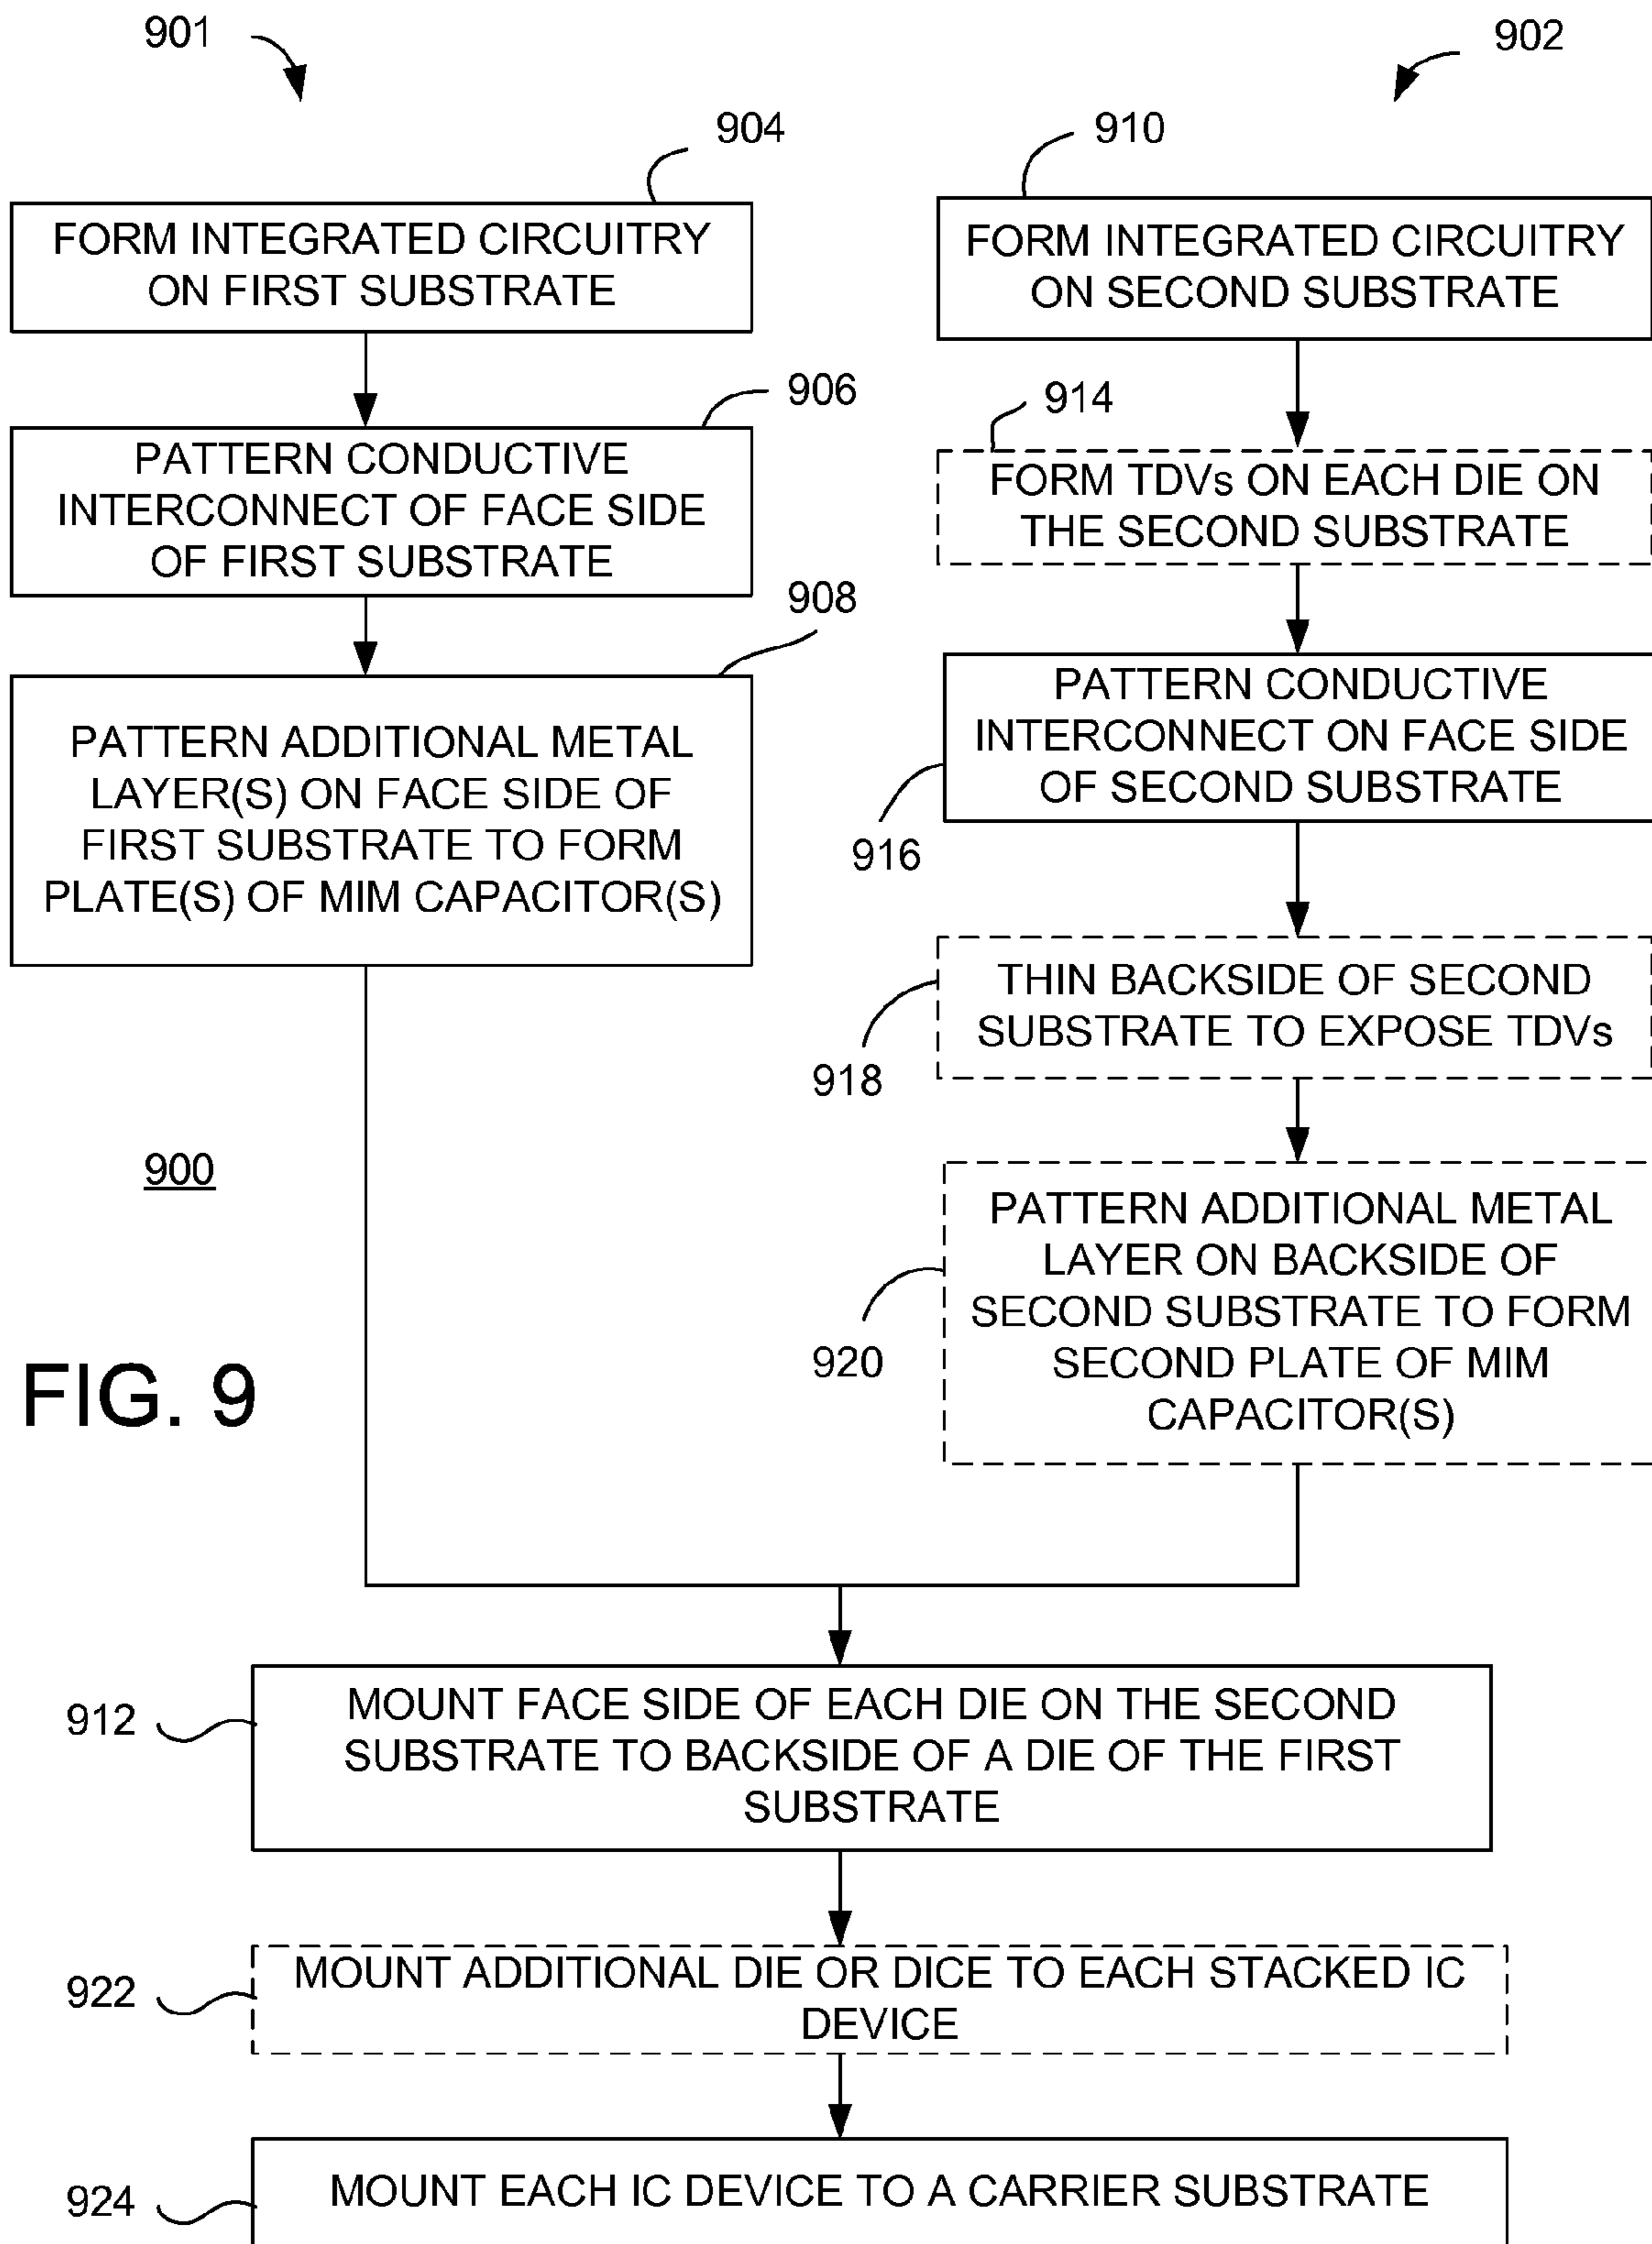 901
902
904
FORM INTEGRATED CIRCUITRY
ON FIRST SUBSTRATE
906
PATTERN CONDUCTIVE
INTERCONNECT OF FACE SIDE
OF FIRST SUBSTRATE
908
PATTERN ADDITIONAL METAL
LAYER(S) ON FACE SIDE OF
FIRST SUBSTRATE TO FORM
PLATE(S) OF MIM CAPACITOR(S)
910
FORM INTEGRATED CIRCUITRY
ON SECOND SUBSTRATE
914
FORM TDVs ON EACH DIE ON
THE SECOND SUBSTRATE
PATTERN CONDUCTIVE
INTERCONNECT ON FACE SIDE
OF SECOND SUBSTRATE
916
THIN BACKSIDE OF SECOND
SUBSTRATE TO EXPOSE TDVs
918
PATTERN ADDITIONAL METAL
LAYER ON BACKSIDE OF
SECOND SUBSTRATE TO FORM
SECOND PLATE OF MIM
CAPACITOR(S)
920
900
FIG. 9
912
MOUNT FACE SIDE OF EACH DIE ON THE SECOND
SUBSTRATE TO BACKSIDE OF A DIE OF THE FIRST
SUBSTRATE
922
MOUNT ADDITIONAL DIE OR DICE TO EACH STACKED IC
DEVICE
924
MOUNT EACH IC DEVICE TO A CARRIER SUBSTRATE